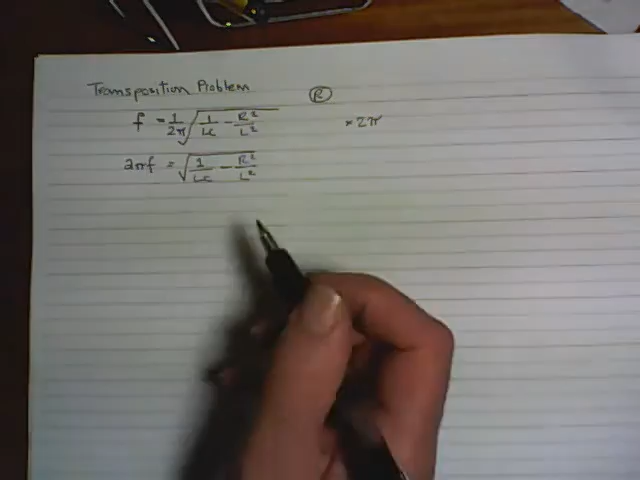 Transposition Problem Ⓡ
f = 1/2π √(1/LC − R²/L²) × 2π
2πf = √(1/LC − R²/L²)